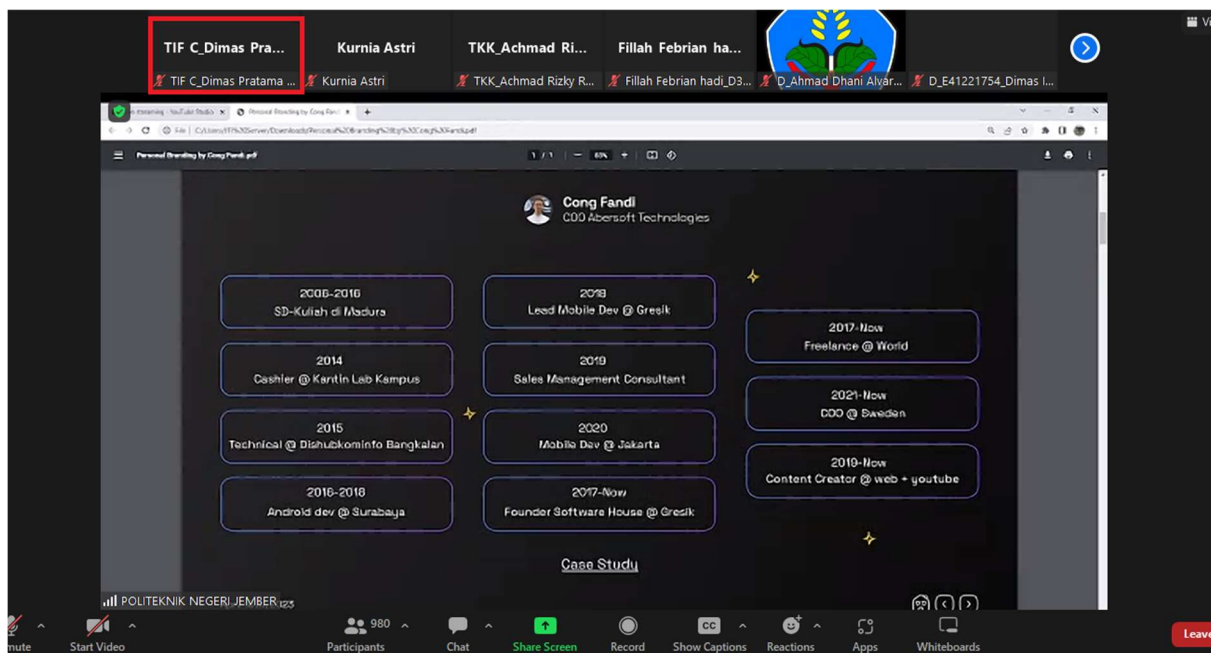 Vi
TIF C_Dimas Pra...
Kurnia Astri
TKK_Achmad Ri...
Fillah Febrian ha...
TIF C_Dimas Pratama ...
Kurnia Astri
TKK_Achmad Rizky R...
Fillah Febrian hadi_D3...
D_Ahmad Dhani Alvar...
D_E41221754_Dimas I...
Personal Branding by Cong Fandi
File
Personal Branding by Cong Fandi.pdf
1 / 1
Cong Fandi
COO Abersoft Technologies
2006-2016
SD-Kuliah di Madura
2014
Cashier @ Kantin Lab Kampus
2015
Technical @ Dishubkominfo Bangkalan
2016-2018
Android dev @ Surabaya
2018
Lead Mobile Dev @ Gresik
2019
Sales Management Consultant
2020
Mobile Dev @ Jakarta
2017-Now
Founder Software House @ Gresik
2017-Now
Freelance @ World
2021-Now
COO @ Sweden
2019-Now
Content Creator @ web + youtube
Case Study
POLITEKNIK NEGERI JEMBER
mute
Start Video
980
Participants
Chat
Share Screen
Record
CC
Show Captions
Reactions
Apps
Whiteboards
Leave